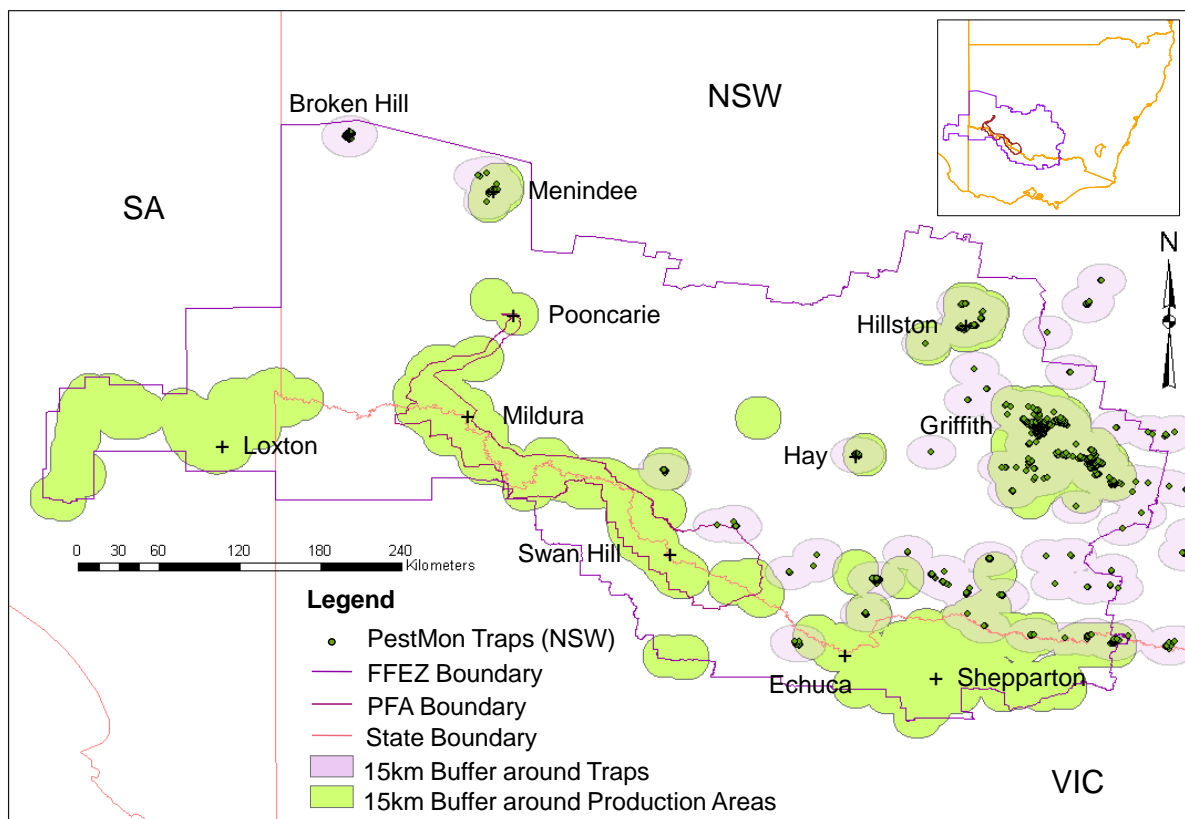 Broken Hill
NSW
Menindee
SA
N
Pooncarie
Hillston
Mildura
Griffith
Loxton
Hay
0 30 60 120 180 240
Kilometers
Swan Hill
Legend
PestMon Traps (NSW)
FFEZ Boundary
PFA Boundary
State Boundary
15km Buffer around Traps
15km Buffer around Production Areas
Echuca
Shepparton
VIC